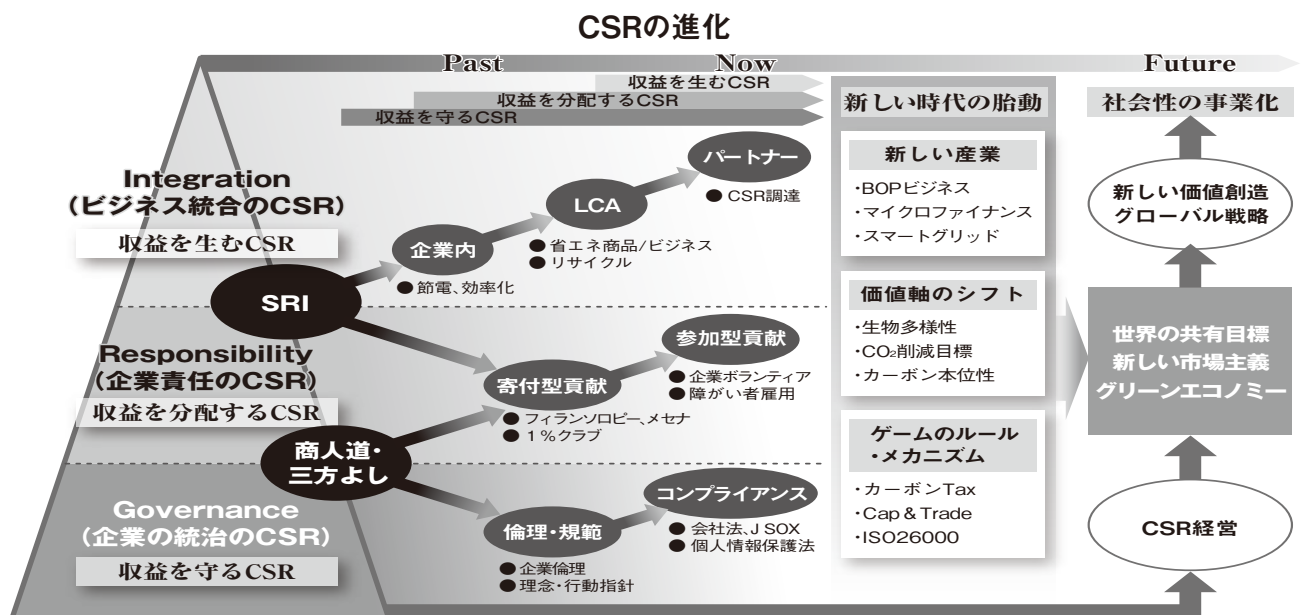 CSRの進化
Past
Now
Future
収益を生むCSR
収益を分配するCSR
収益を守るCSR
Integration
(ビジネス統合のCSR)
収益を生むCSR
SRI
企業内
● 節電、効率化
LCA
● 省エネ商品/ビジネス
● リサイクル
パートナー
● CSR調達
Responsibility
(企業責任のCSR)
収益を分配するCSR
商人道・
三方よし
寄付型貢献
● フィランソロピー、メセナ
● 1%クラブ
参加型貢献
● 企業ボランティア
● 障がい者雇用
Governance
(企業の統治のCSR)
収益を守るCSR
倫理・規範
● 企業倫理
● 理念・行動指針
コンプライアンス
● 会社法、J SOX
● 個人情報保護法
新しい時代の胎動
新しい産業
・BOPビジネス
・マイクロファイナンス
・スマートグリッド
価値軸のシフト
・生物多様性
・CO₂削減目標
・カーボン本位性
ゲームのルール
・メカニズム
・カーボンTax
・Cap & Trade
・ISO26000
社会性の事業化
新しい価値創造
グローバル戦略
世界の共有目標
新しい市場主義
グリーンエコノミー
CSR経営